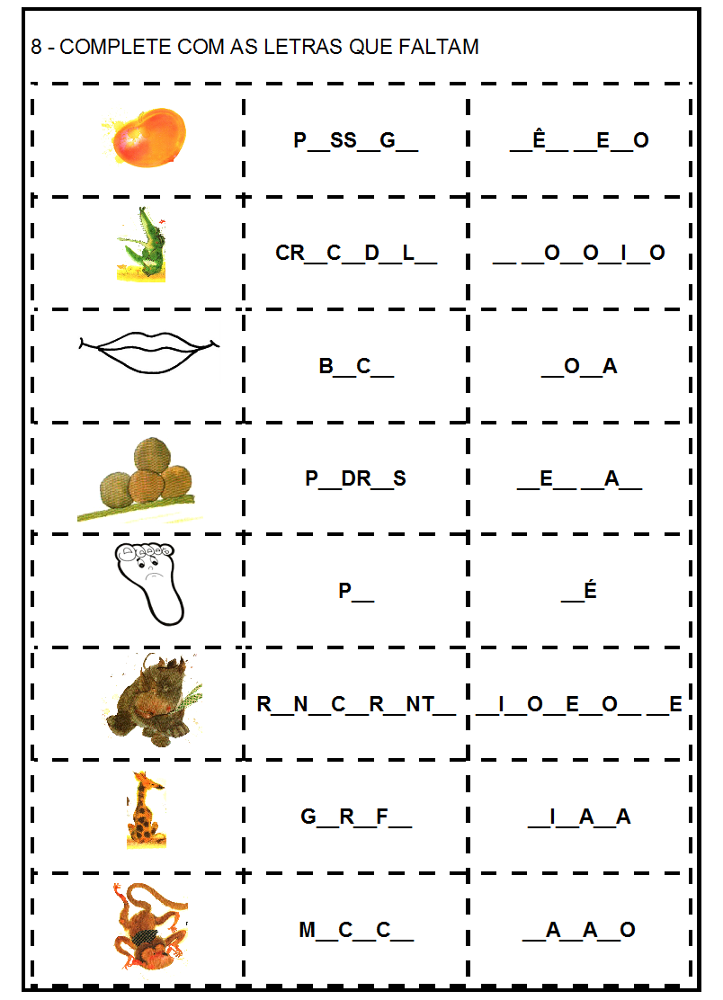 8 - COMPLETE COM AS LETRAS QUE FALTAM
P__SS__G__ __Ê__ __E__O
CR__C__D__L__ __ __O__O__I__O
B__C__ __O__A
P__DR__S __E__ __A__
P__ __É
R__N__C__R__NT__ __I__O__E__O__ __E
G__R__F__ __I__A__A
M__C__C__ __A__A__O